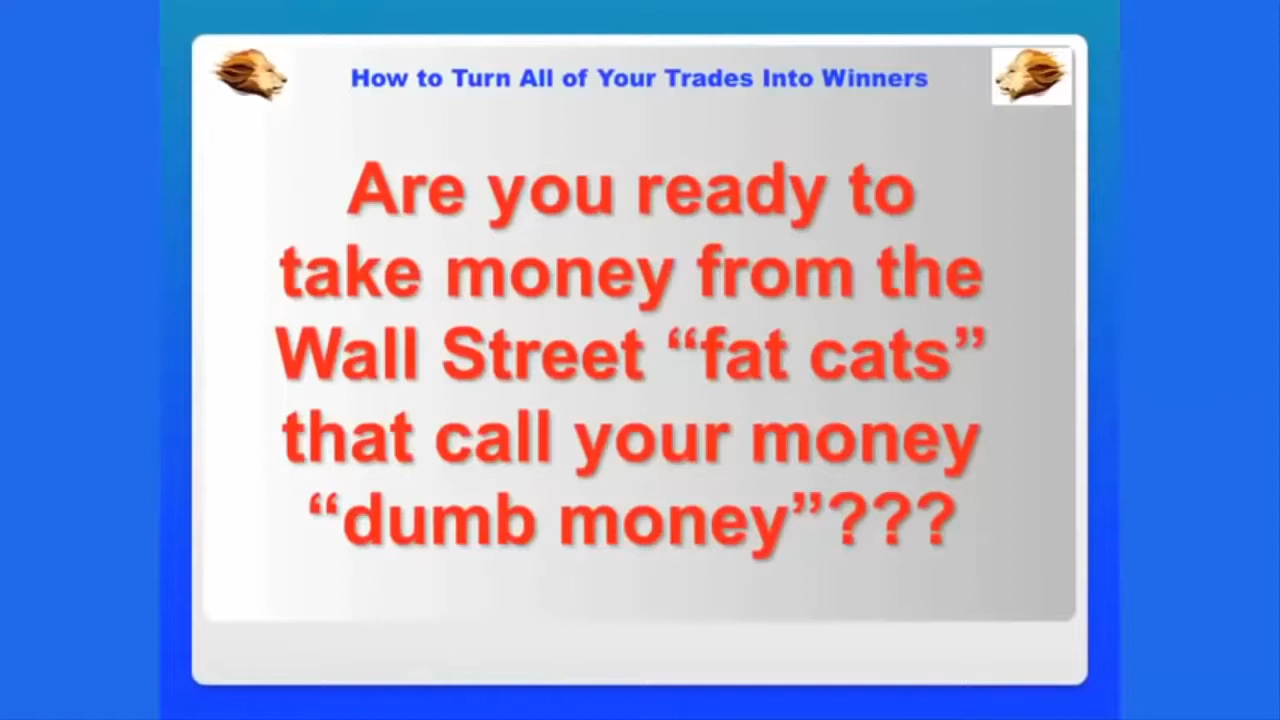 How to Turn All of Your Trades Into Winners
Are you ready to
take money from the
Wall Street “fat cats”
that call your money
“dumb money”???